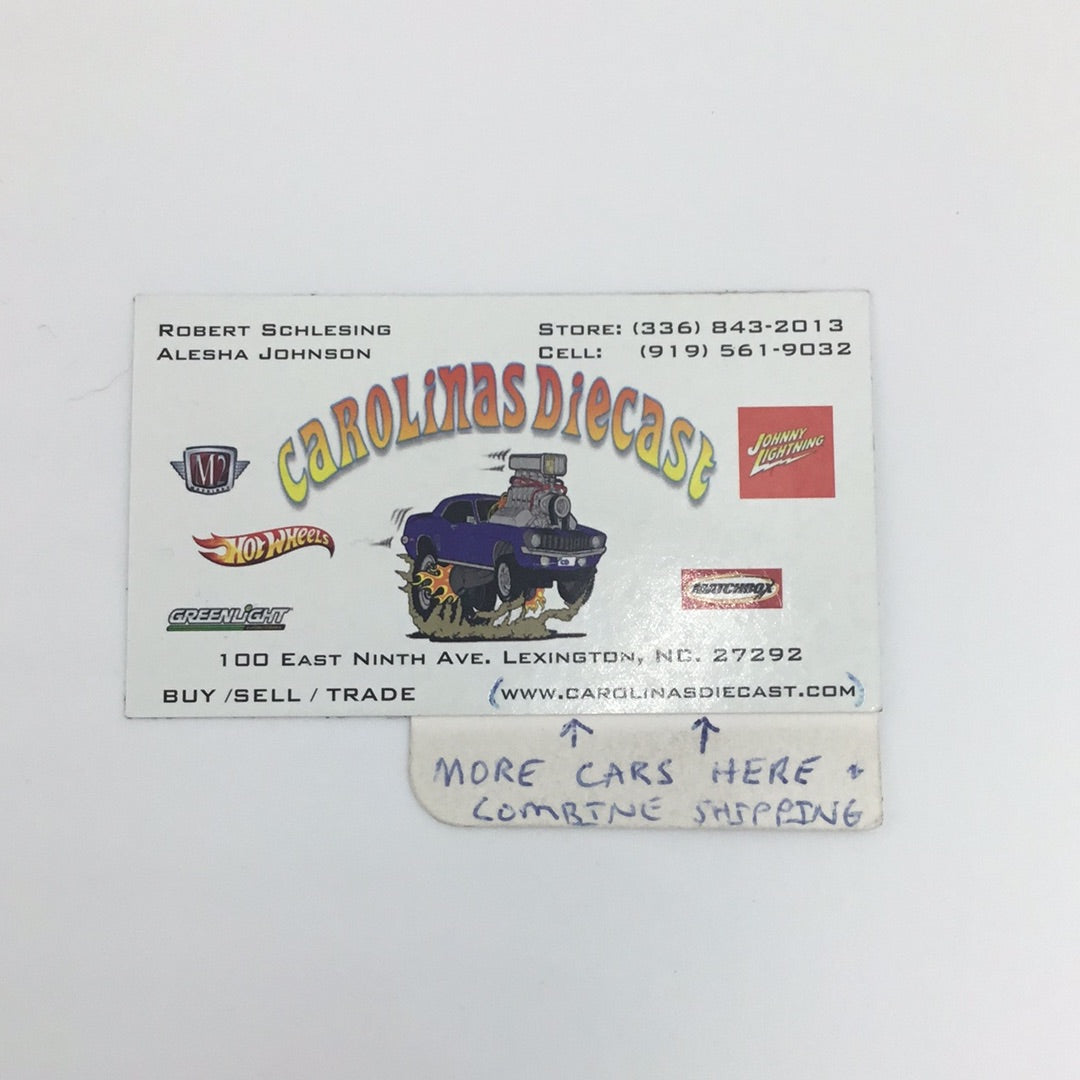 ROBERT SCHLESING
ALESHA JOHNSON
STORE: (336) 843-2013
CELL: (919) 561-9032
CAROLiNAS DiECAST
M2
JOHNNY LIGHTNING
HOT WHEELS
MATCHBOX
GREENLiGHT
100 EAST NINTH AVE. LEXINGTON, NC. 27292
BUY /SELL / TRADE
(WWW.CAROLINASDIECAST.COM)
↑ ↑
MORE CARS HERE +
COMBINE SHIPPING